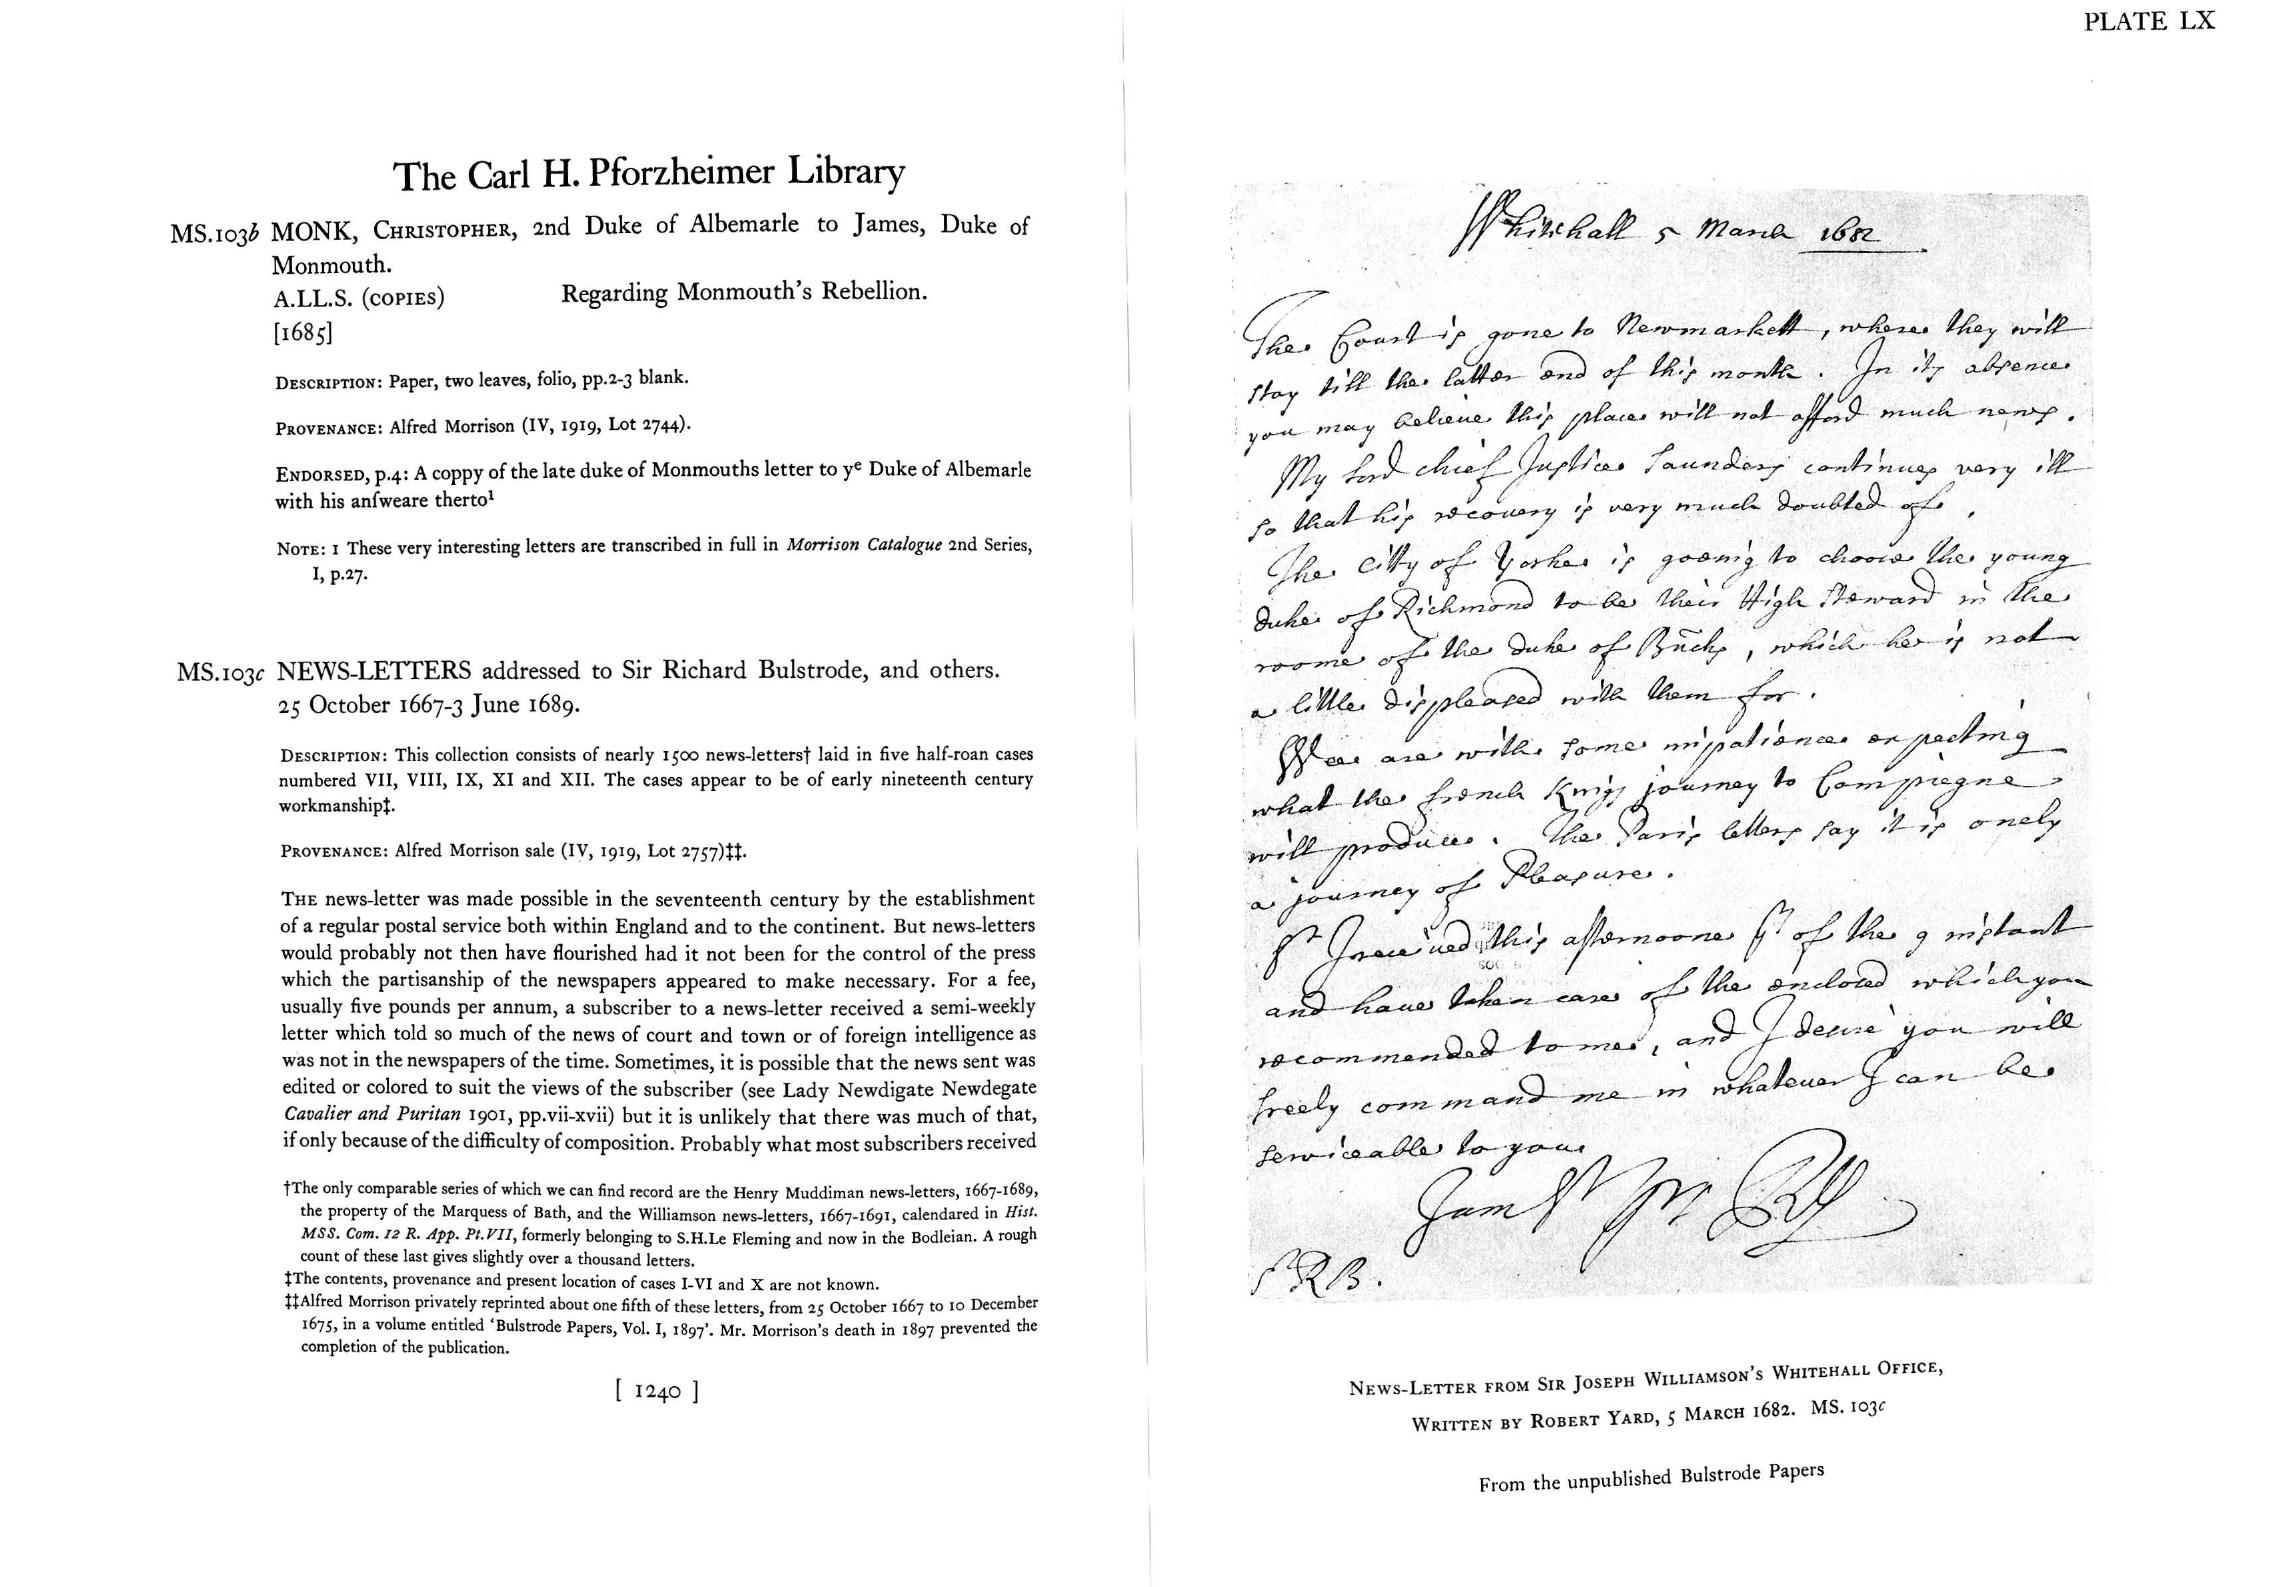 The Carl H. Pforzheimer Library
MS.103b MONK, CHRISTOPHER, 2nd Duke of Albemarle to James, Duke of
Monmouth.
A.LL.S. (COPIES) Regarding Monmouth's Rebellion.
[1685]
DESCRIPTION: Paper, two leaves, folio, pp.2-3 blank.
PROVENANCE: Alfred Morrison (IV, 1919, Lot 2744).
ENDORSED, p.4: A coppy of the late duke of Monmouths letter to yᵉ Duke of Albemarle
with his anſweare therto¹
NOTE: 1 These very interesting letters are transcribed in full in Morrison Catalogue 2nd Series,
I, p.27.
MS.103c NEWS-LETTERS addressed to Sir Richard Bulstrode, and others.
25 October 1667-3 June 1689.
DESCRIPTION: This collection consists of nearly 1500 news-letters† laid in five half-roan cases
numbered VII, VIII, IX, XI and XII. The cases appear to be of early nineteenth century
workmanship‡.
PROVENANCE: Alfred Morrison sale (IV, 1919, Lot 2757)‡‡.
THE news-letter was made possible in the seventeenth century by the establishment
of a regular postal service both within England and to the continent. But news-letters
would probably not then have flourished had it not been for the control of the press
which the partisanship of the newspapers appeared to make necessary. For a fee,
usually five pounds per annum, a subscriber to a news-letter received a semi-weekly
letter which told so much of the news of court and town or of foreign intelligence as
was not in the newspapers of the time. Sometimes, it is possible that the news sent was
edited or colored to suit the views of the subscriber (see Lady Newdigate Newdegate
Cavalier and Puritan 1901, pp.vii-xvii) but it is unlikely that there was much of that,
if only because of the difficulty of composition. Probably what most subscribers received
†The only comparable series of which we can find record are the Henry Muddiman news-letters, 1667-1689,
the property of the Marquess of Bath, and the Williamson news-letters, 1667-1691, calendared in Hist.
MSS. Com. 12 R. App. Pt.VII, formerly belonging to S.H.Le Fleming and now in the Bodleian. A rough
count of these last gives slightly over a thousand letters.
‡The contents, provenance and present location of cases I-VI and X are not known.
‡‡Alfred Morrison privately reprinted about one fifth of these letters, from 25 October 1667 to 10 December
1675, in a volume entitled 'Bulstrode Papers, Vol. I, 1897'. Mr. Morrison's death in 1897 prevented the
completion of the publication.
[ 1240 ]
PLATE LX
Whitehall 5 March 1682
The Court is gone to Newmarkett, where they will
stay till the latter end of this month. In its absence
you may believe this place will not afford much news.
My Lord chief Justice Saunders continues very ill
so that his recovery is very much doubted of.
The Citty of Yorke is goeing to choose the young
duke of Richmond to be their High Steward in the
roome of the duke of Bucks, which he is not
a little displeased with them for.
Wee are with some impatience expecting
what the french Kings journey to Compiegne
will produce. The Paris letters say it is onely
a journey of Pleasure.
Sr I received this afternoone yrs of the 9 instant
and have taken care of the enclosed which you
recommended to me, and I desire you will
freely command me in whatever I can be
serviceable to you
I am Sr
S R B.
NEWS-LETTER FROM SIR JOSEPH WILLIAMSON'S WHITEHALL OFFICE,
WRITTEN BY ROBERT YARD, 5 MARCH 1682. MS. 103c
From the unpublished Bulstrode Papers